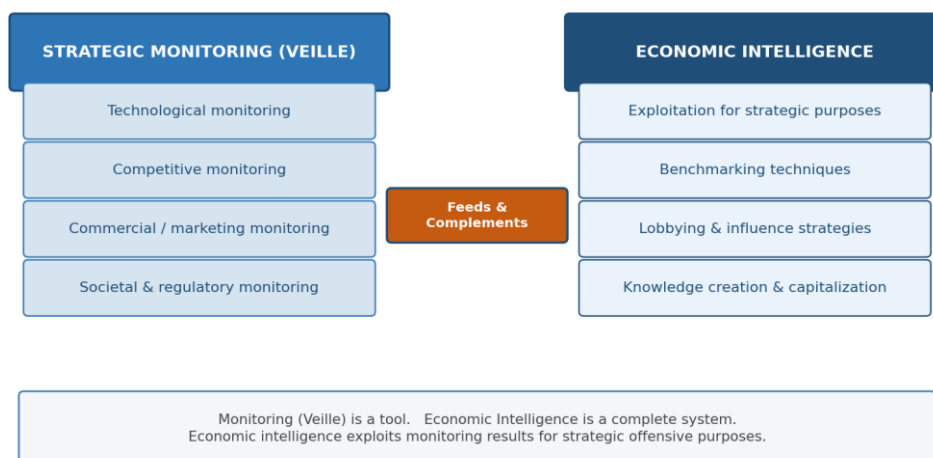 STRATEGIC MONITORING (VEILLE)
Technological monitoring
Competitive monitoring
Commercial / marketing monitoring
Societal & regulatory monitoring
Feeds &
Complements
ECONOMIC INTELLIGENCE
Exploitation for strategic purposes
Benchmarking techniques
Lobbying & influence strategies
Knowledge creation & capitalization
Monitoring (Veille) is a tool.   Economic Intelligence is a complete system.
Economic intelligence exploits monitoring results for strategic offensive purposes.